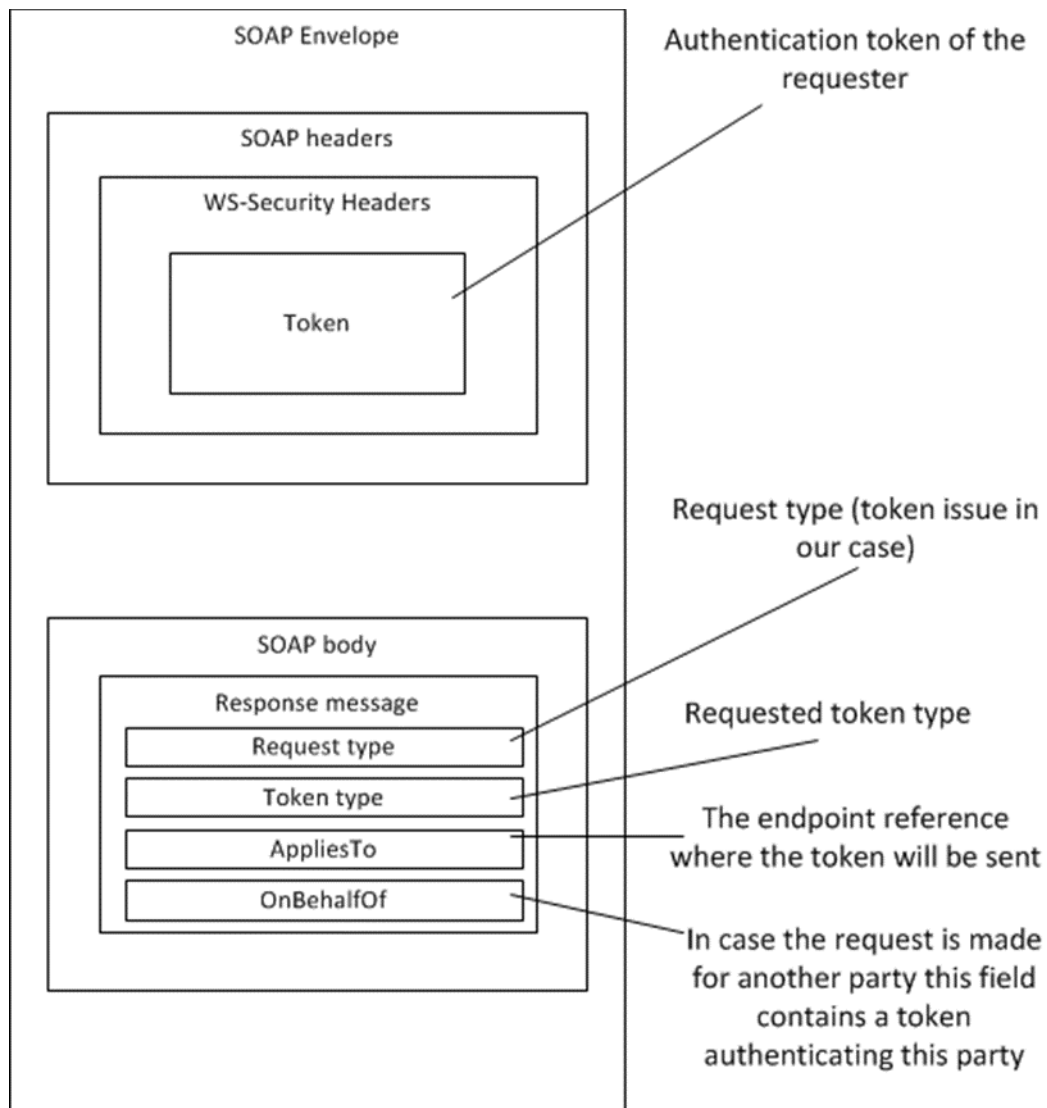 SOAP Envelope
Authentication token of the
requester
SOAP headers
WS-Security Headers
Token
Request type (token issue in
our case)
SOAP body
Response message
Request type
Requested token type
Token type
The endpoint reference
where the token will be sent
AppliesTo
OnBehalfOf
In case the request is made
for another party this field
contains a token
authenticating this party